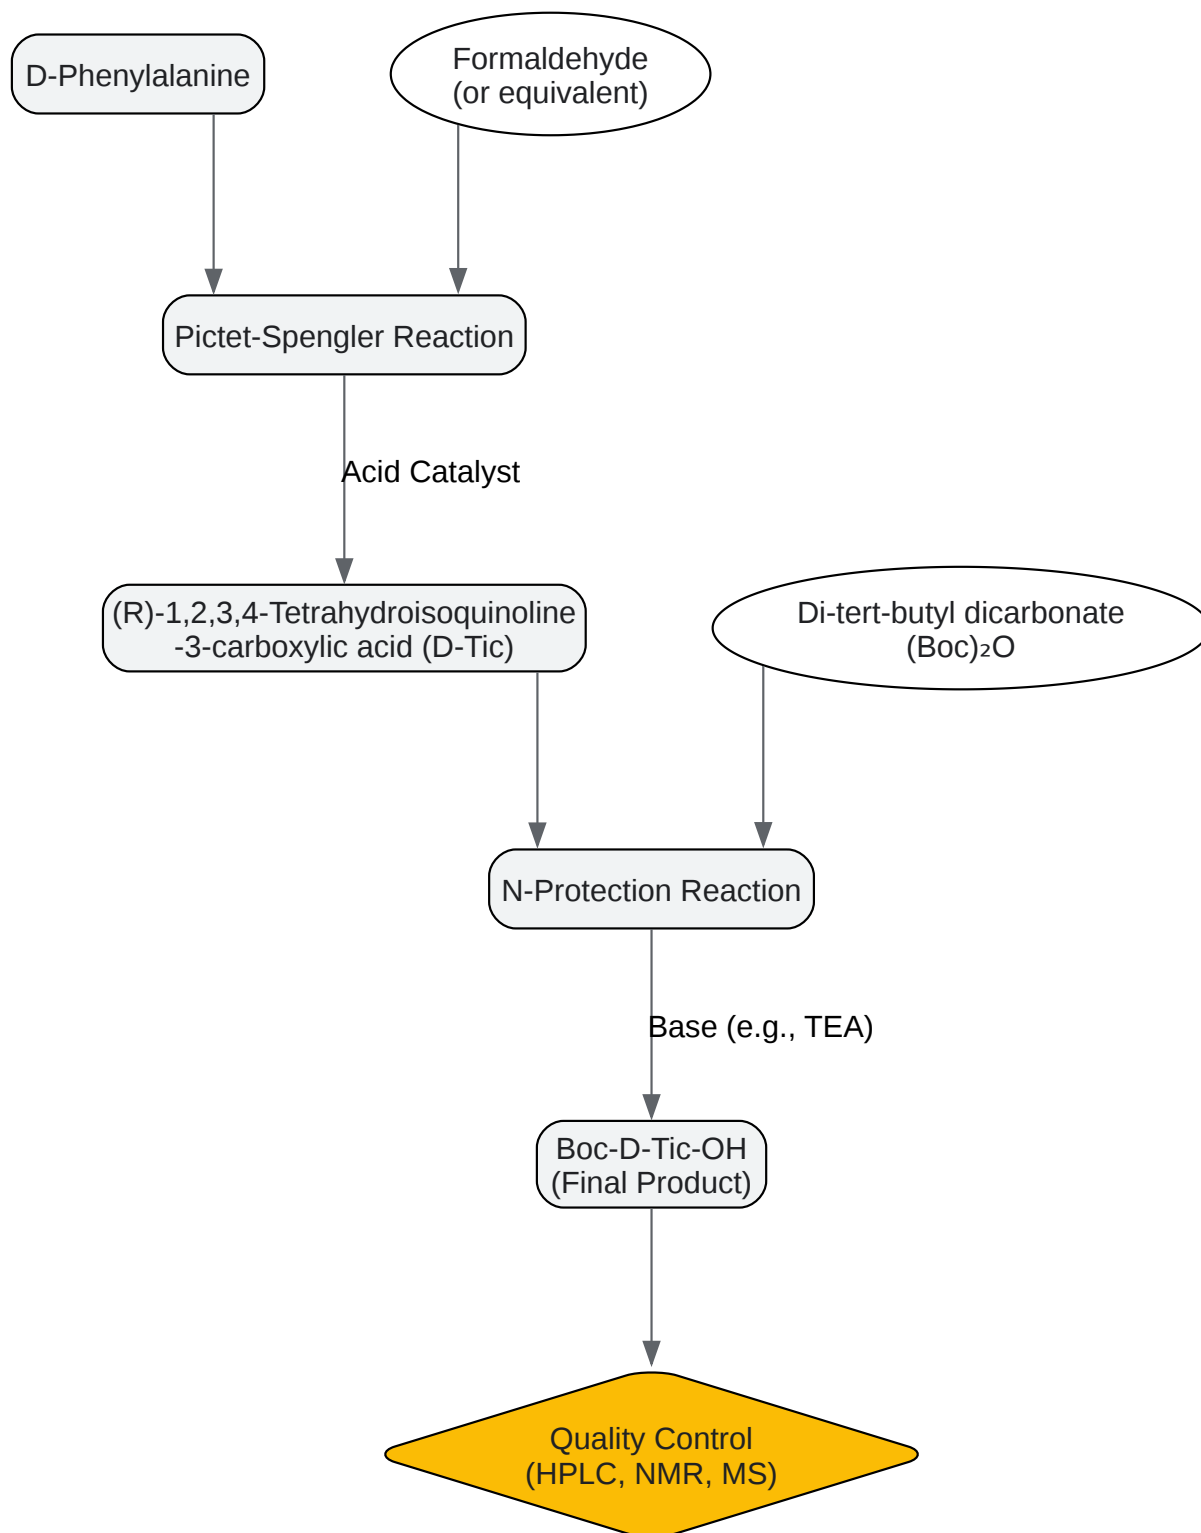 D-Phenylalanine
Formaldehyde
(or equivalent)
Pictet-Spengler Reaction
Acid Catalyst
(R)-1,2,3,4-Tetrahydroisoquinoline
-3-carboxylic acid (D-Tic)
Di-tert-butyl dicarbonate
(Boc)₂O
N-Protection Reaction
Base (e.g., TEA)
Boc-D-Tic-OH
(Final Product)
Quality Control
(HPLC, NMR, MS)